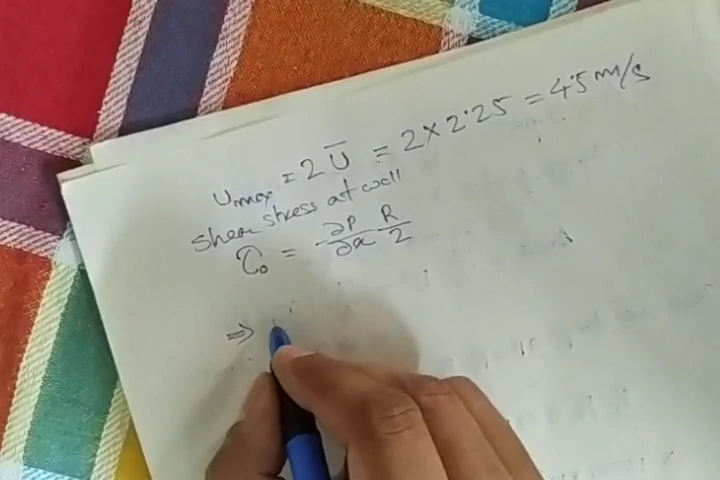 Umax = 2 U̅ = 2 × 2.25 = 4.5 m/s
Shear stress at wall
τ₀ = -∂P/∂x R/2
⇒